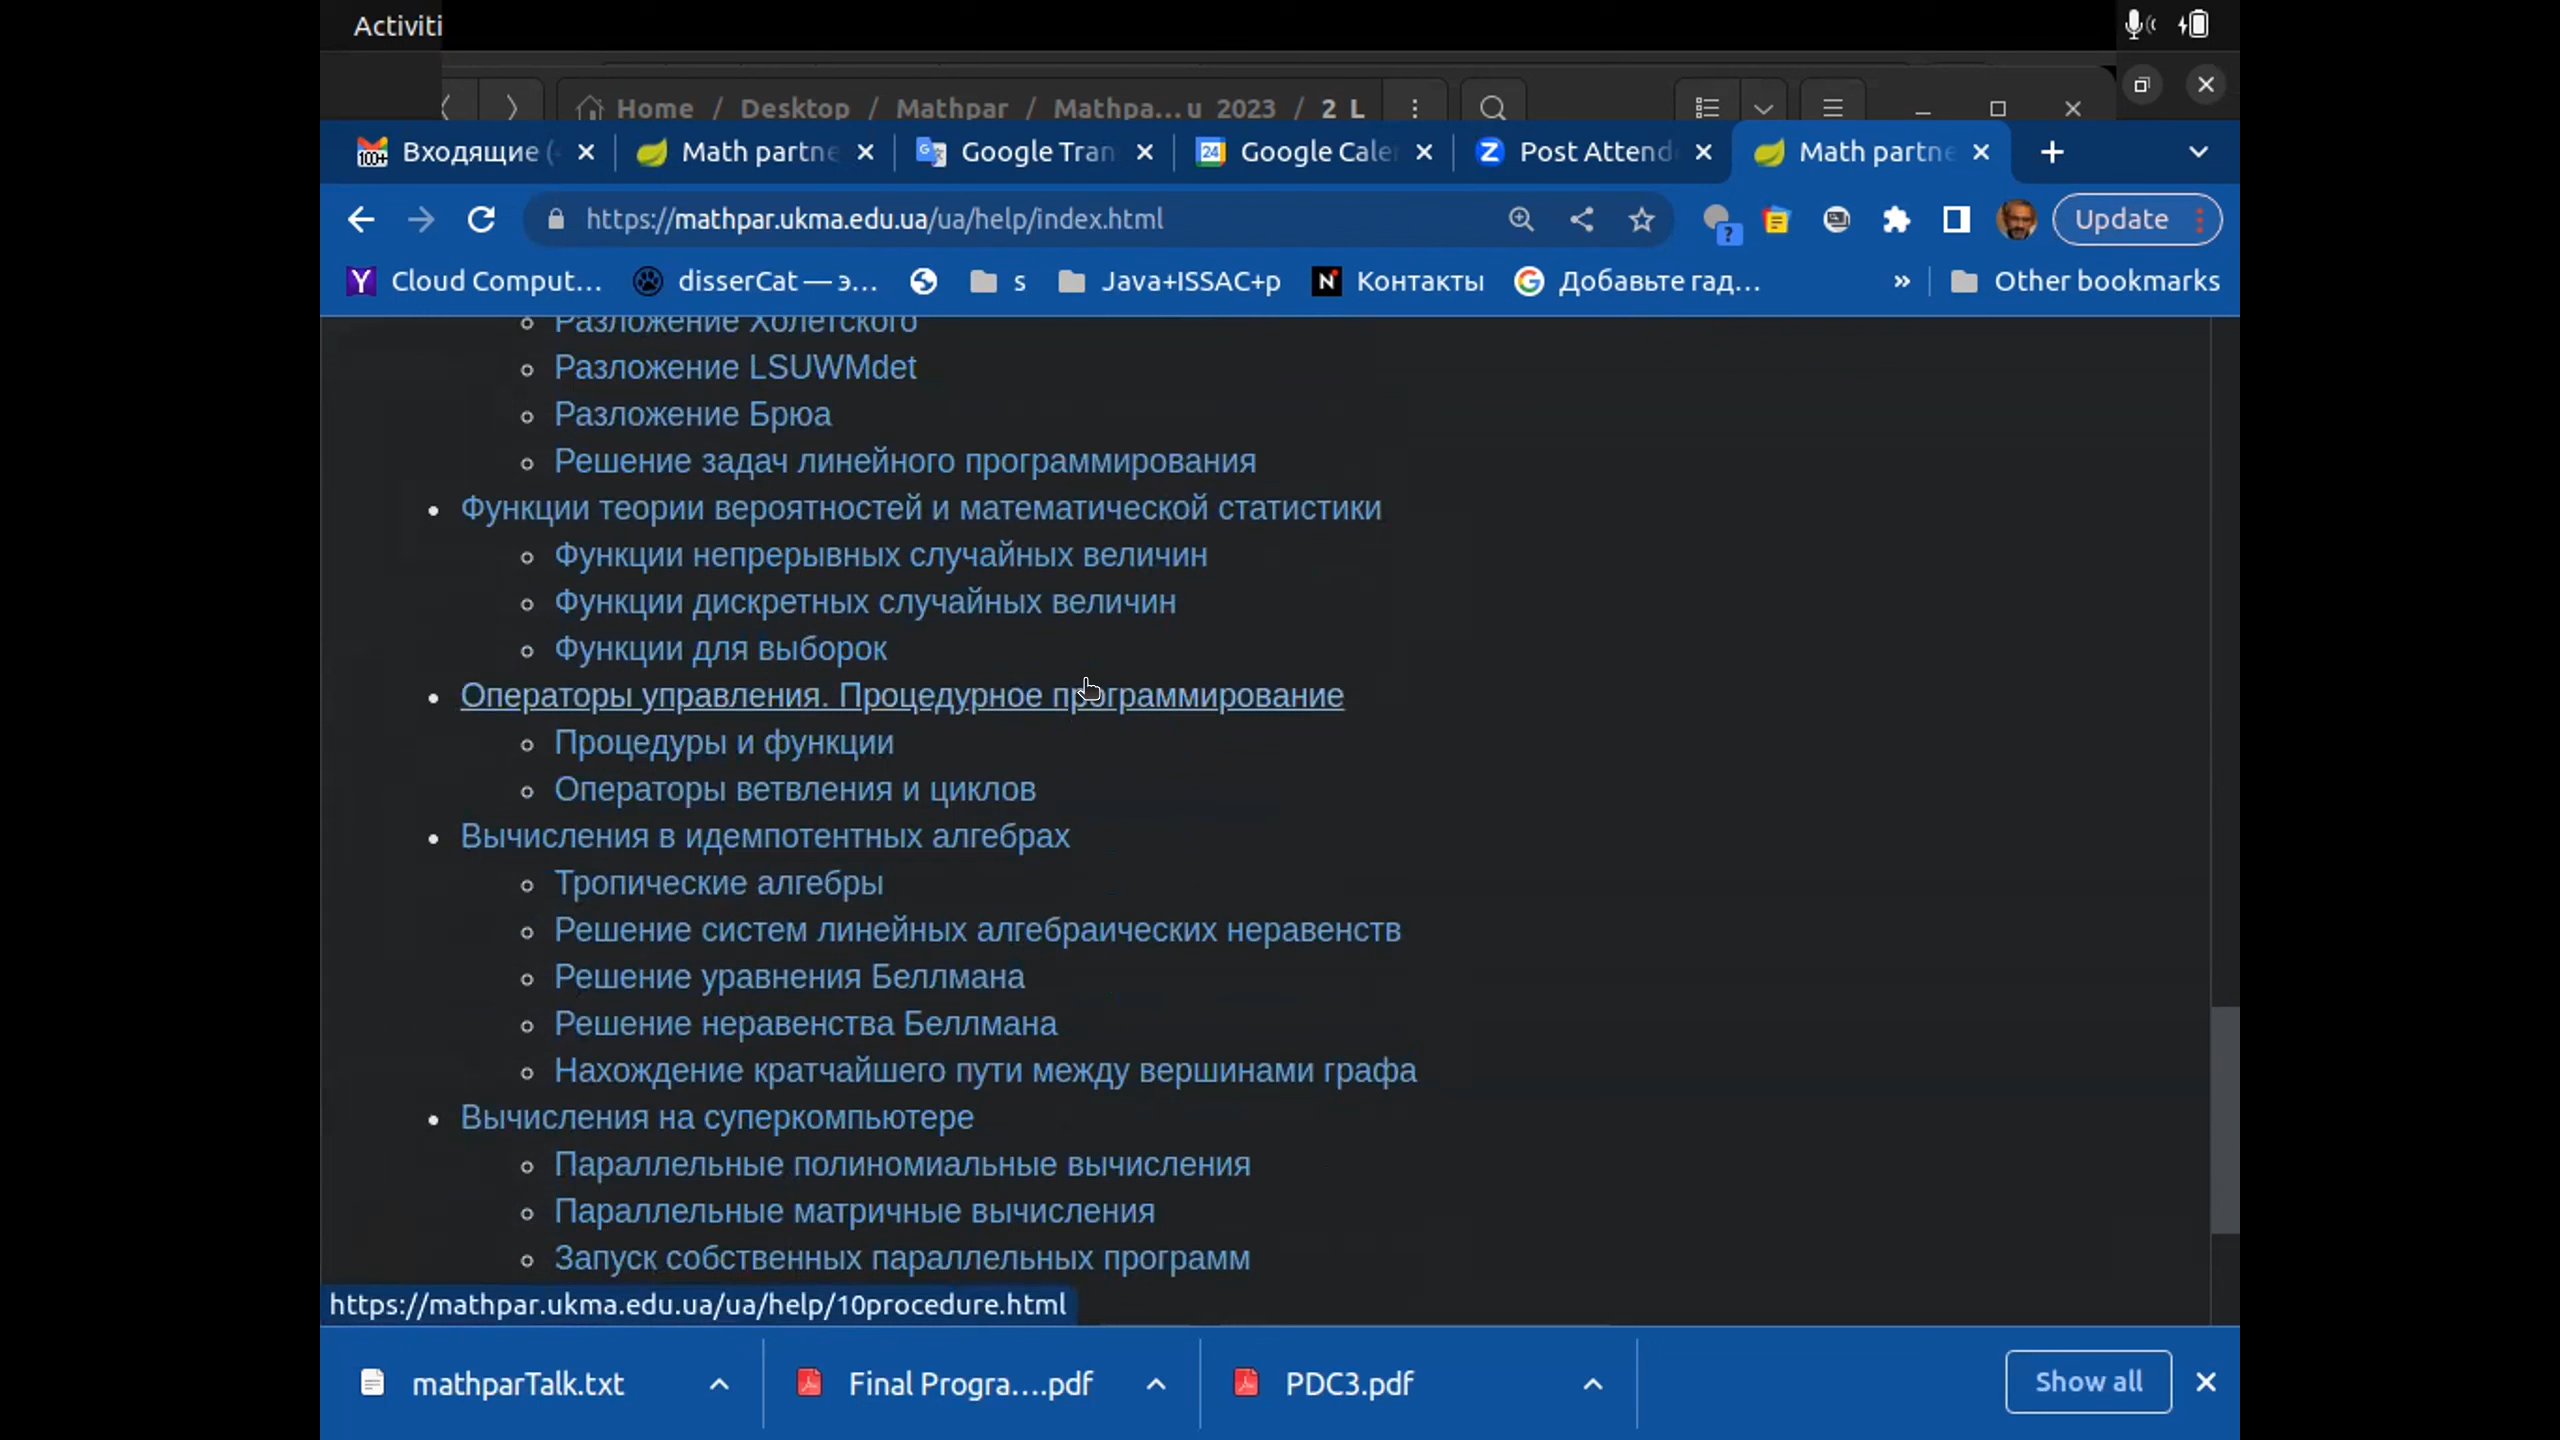 Activiti
Home / Desktop / Mathpar / Mathpa...u 2023 / 2 L
Входящие ( Math partne Google Tran Google Cale Post Attend Math partne
https://mathpar.ukma.edu.ua/ua/help/index.html Update
Cloud Comput... disserCat — э... s Java+ISSAC+p Контакты Добавьте гад... » Other bookmarks
Разложение Холетского
Разложение LSUWMdet
Разложение Брюа
Решение задач линейного программирования
Функции теории вероятностей и математической статистики
Функции непрерывных случайных величин
Функции дискретных случайных величин
Функции для выборок
Операторы управления. Процедурное программирование
Процедуры и функции
Операторы ветвления и циклов
Вычисления в идемпотентных алгебрах
Тропические алгебры
Решение систем линейных алгебраических неравенств
Решение уравнения Беллмана
Решение неравенства Беллмана
Нахождение кратчайшего пути между вершинами графа
Вычисления на суперкомпьютере
Параллельные полиномиальные вычисления
Параллельные матричные вычисления
Запуск собственных параллельных программ
https://mathpar.ukma.edu.ua/ua/help/10procedure.html
mathparTalk.txt Final Progra....pdf PDC3.pdf Show all